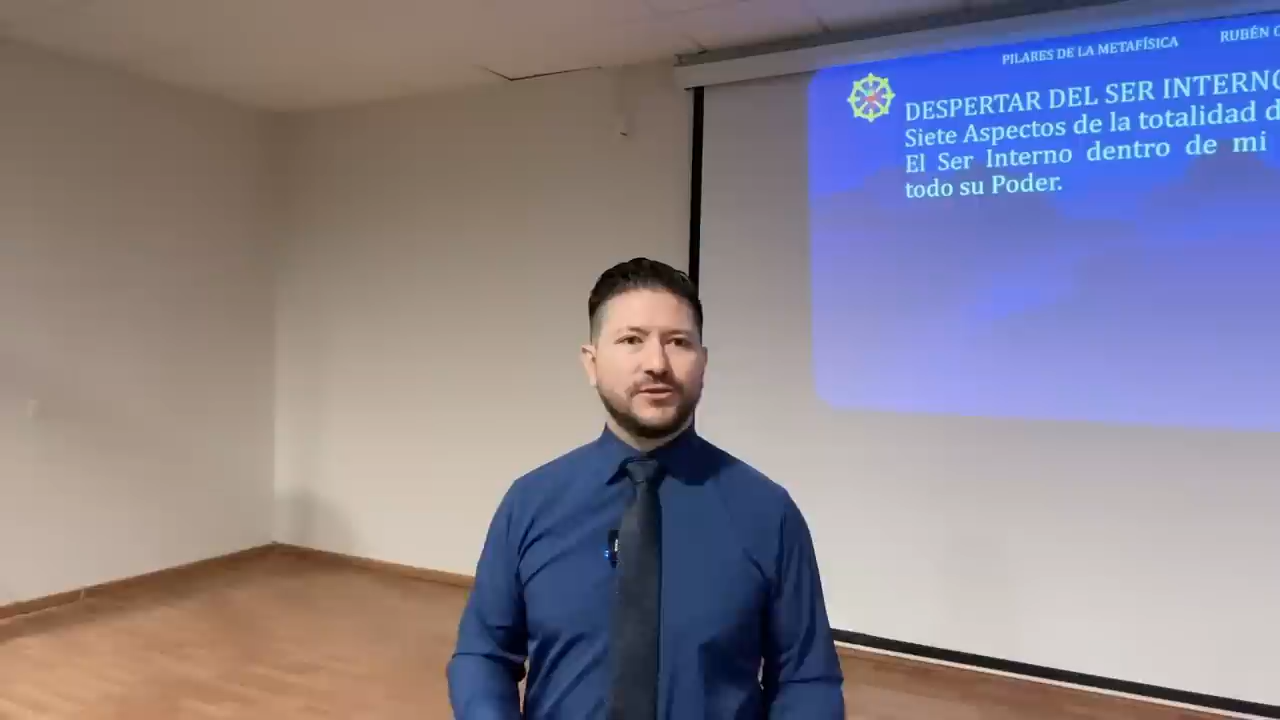 PILARES DE LA METAFÍSICA RUBÉN
DESPERTAR DEL SER INTERNO
Siete Aspectos de la totalidad
El Ser Interno dentro de mi
todo su Poder.